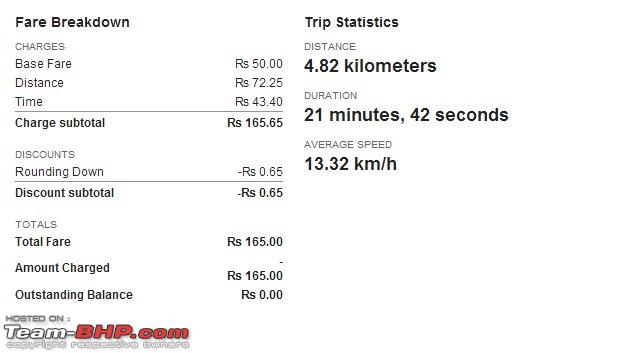 Fare Breakdown
CHARGES
Base Fare Rs 50.00
Distance Rs 72.25
Time Rs 43.40
Charge subtotal Rs 165.65
DISCOUNTS
Rounding Down -Rs 0.65
Discount subtotal -Rs 0.65
TOTALS
Total Fare Rs 165.00
Amount Charged - Rs 165.00
Outstanding Balance Rs 0.00
Trip Statistics
DISTANCE
4.82 kilometers
DURATION
21 minutes, 42 seconds
AVERAGE SPEED
13.32 km/h
HOSTED ON :
Team-BHP.com
copyright respective owners